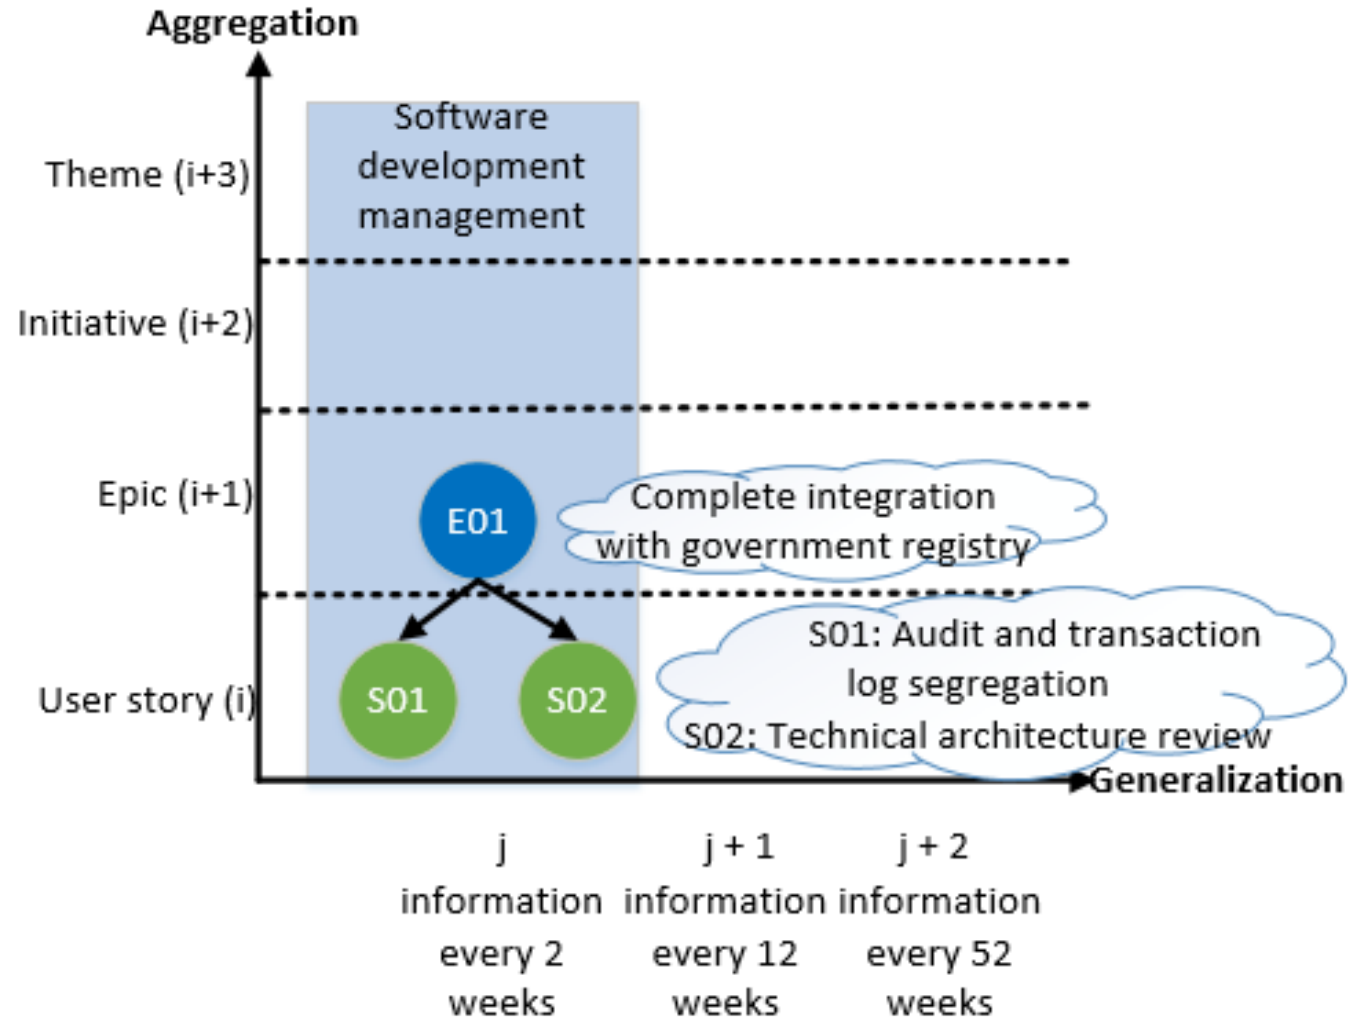 Aggregation
Software
development
management
Theme (i+3)
Initiative (i+2)
Epic (i+1)
E01
Complete integration
with government registry
User story (i)
S01
S02
S01: Audit and transaction
log segregation
S02: Technical architecture review
Generalization
j
information
every 2
weeks
j + 1
information
every 12
weeks
j + 2
information
every 52
weeks